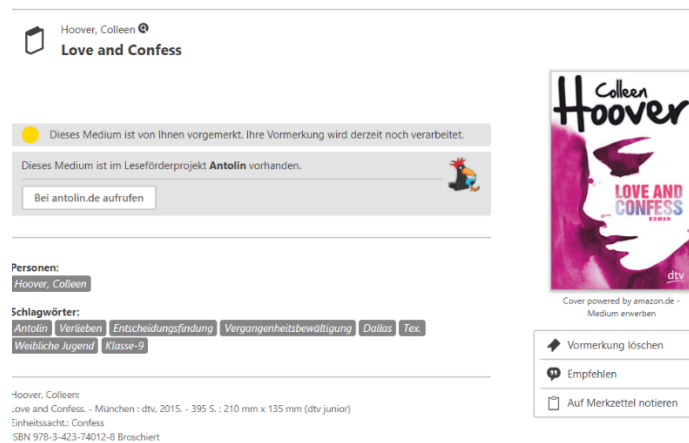 Hoover, Colleen
Love and Confess
Dieses Medium ist von Ihnen vorgemerkt. Ihre Vormerkung wird derzeit noch verarbeitet.
Dieses Medium ist im Leseförderprojekt Antolin vorhanden.
Bei antolin.de aufrufen
Personen:
Hoover, Colleen
Schlagwörter:
Antolin Verlieben Entscheidungsfindung Vergangenheitsbewältigung Dallas Tex.
Weibliche Jugend Klasse-9
Hoover, Colleen:
Love and Confess. - München : dtv, 2015. - 395 S. ; 210 mm x 135 mm (dtv junior)
Einheitssacht.: Confess
ISBN 978-3-423-74012-8 Broschiert
Colleen
Hoover
LOVE AND
CONFESS
ROMAN
dtv
Cover powered by amazon.de -
Medium erwerben
Vormerkung löschen
Empfehlen
Auf Merkzettel notieren